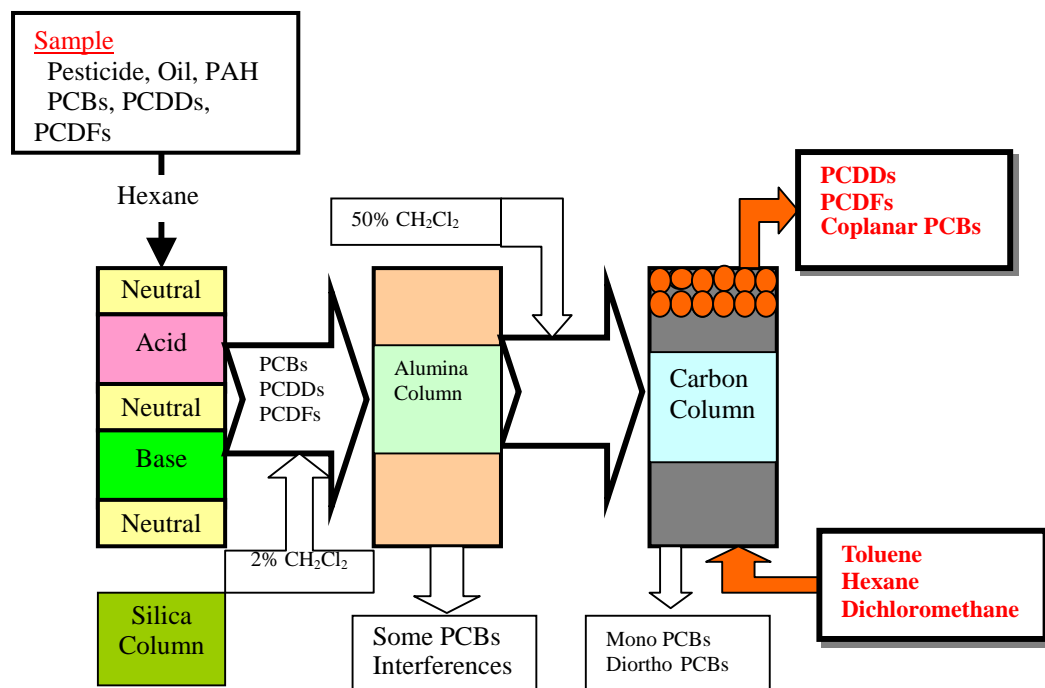 Sample
Pesticide, Oil, PAH
PCBs, PCDDs,
PCDFs
Hexane
50% CH₂Cl₂
PCDDs
PCDFs
Coplanar PCBs
Neutral
Acid
Neutral
Base
Neutral
PCBs
PCDDs
PCDFs
Alumina
Column
Carbon
Column
2% CH₂Cl₂
Silica
Column
Some PCBs
Interferences
Mono PCBs
Diortho PCBs
Toluene
Hexane
Dichloromethane